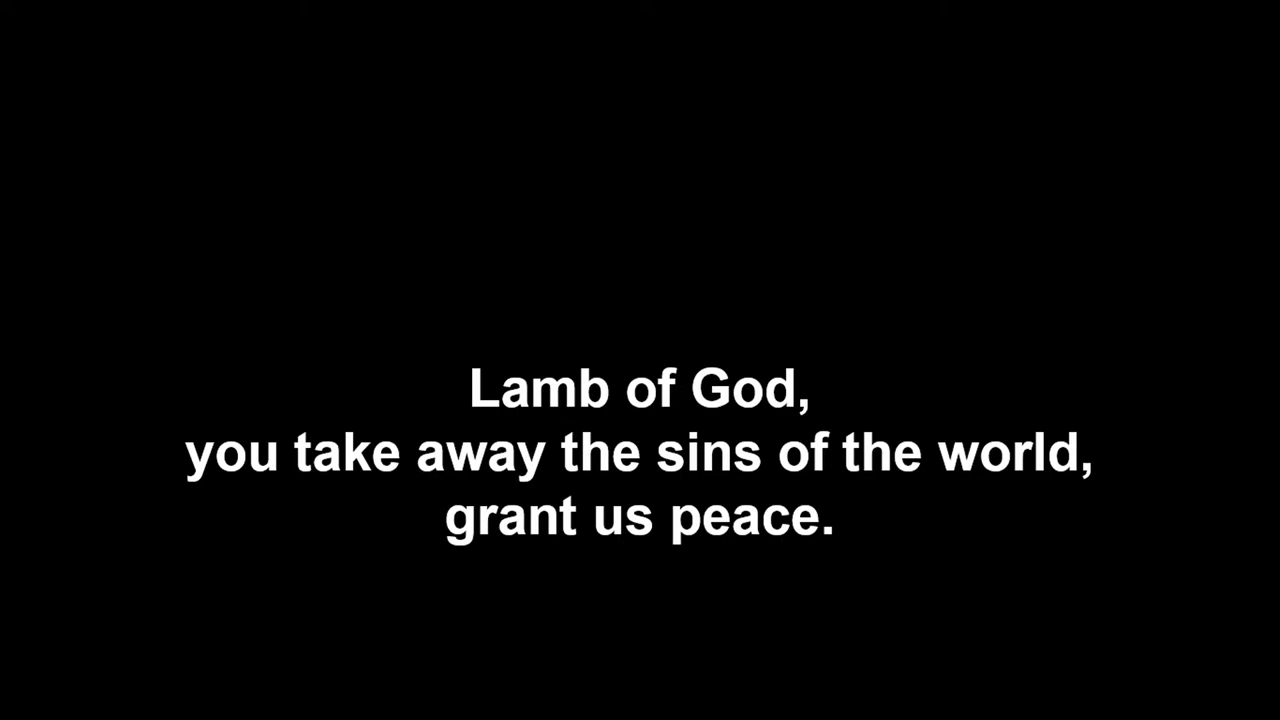 Lamb of God,
you take away the sins of the world,
grant us peace.